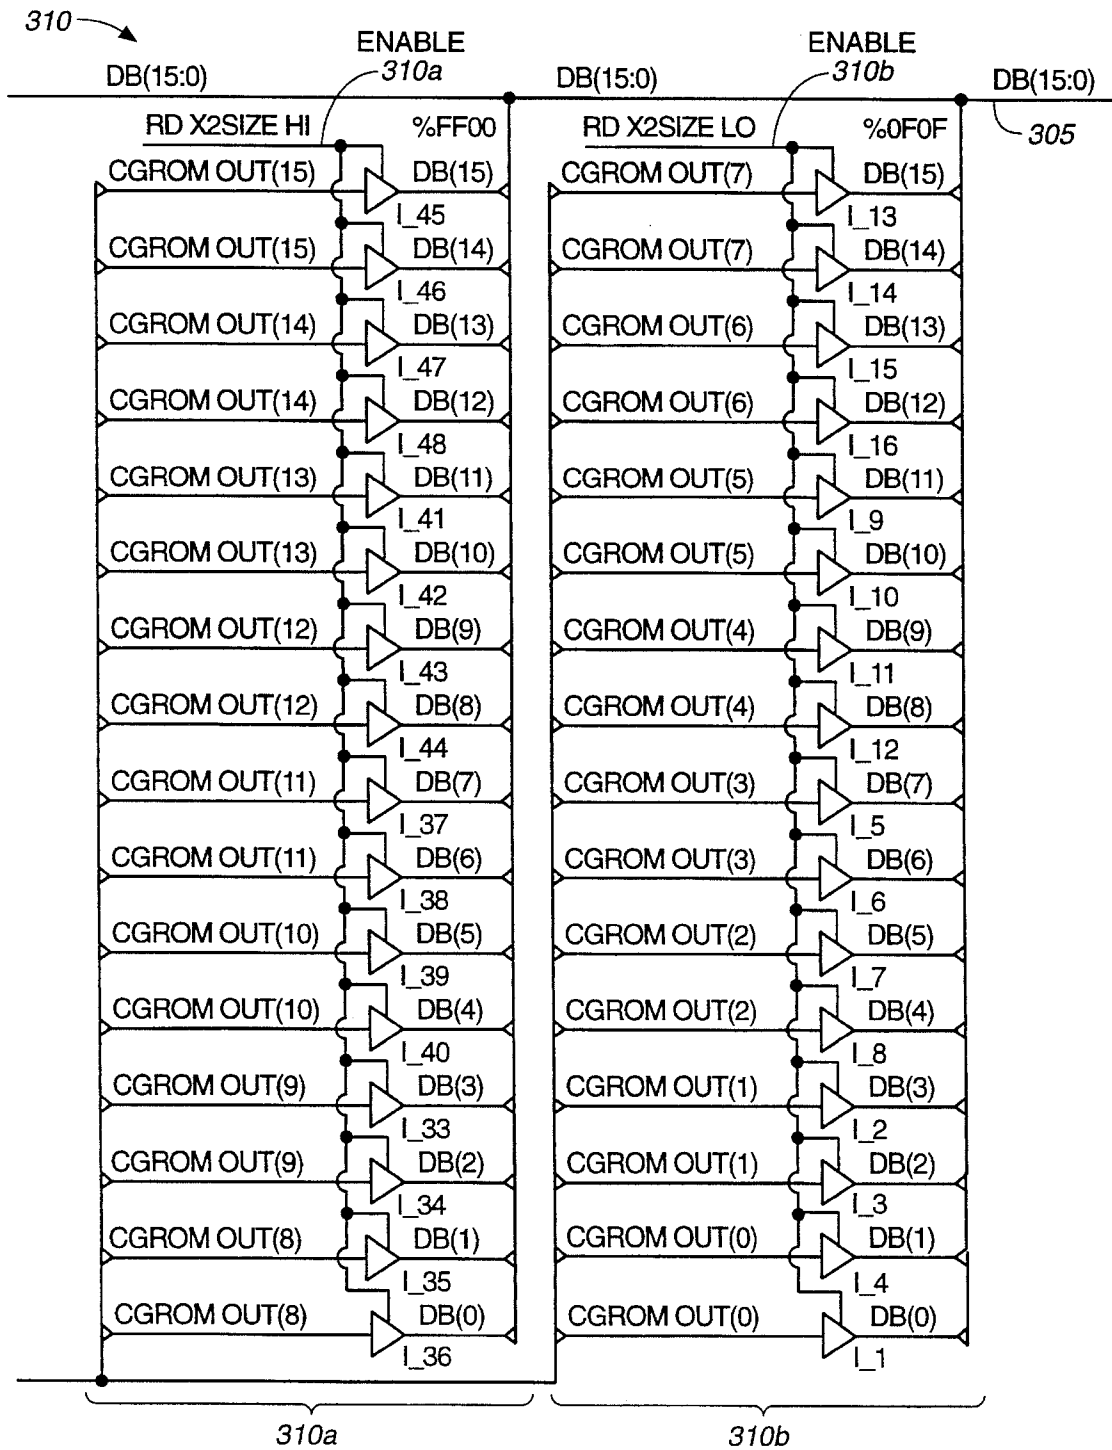 310
ENABLE
310a
ENABLE
310b
DB(15:0)
DB(15:0)
DB(15:0)
305
RD X2SIZE HI
%FF00
RD X2SIZE LO
%0F0F
CGROM OUT(15) DB(15) CGROM OUT(7) DB(15)
I_45 I_13
CGROM OUT(15) DB(14) CGROM OUT(7) DB(14)
I_46 I_14
CGROM OUT(14) DB(13) CGROM OUT(6) DB(13)
I_47 I_15
CGROM OUT(14) DB(12) CGROM OUT(6) DB(12)
I_48 I_16
CGROM OUT(13) DB(11) CGROM OUT(5) DB(11)
I_41 I_9
CGROM OUT(13) DB(10) CGROM OUT(5) DB(10)
I_42 I_10
CGROM OUT(12) DB(9) CGROM OUT(4) DB(9)
I_43 I_11
CGROM OUT(12) DB(8) CGROM OUT(4) DB(8)
I_44 I_12
CGROM OUT(11) DB(7) CGROM OUT(3) DB(7)
I_37 I_5
CGROM OUT(11) DB(6) CGROM OUT(3) DB(6)
I_38 I_6
CGROM OUT(10) DB(5) CGROM OUT(2) DB(5)
I_39 I_7
CGROM OUT(10) DB(4) CGROM OUT(2) DB(4)
I_40 I_8
CGROM OUT(9) DB(3) CGROM OUT(1) DB(3)
I_33 I_2
CGROM OUT(9) DB(2) CGROM OUT(1) DB(2)
I_34 I_3
CGROM OUT(8) DB(1) CGROM OUT(0) DB(1)
I_35 I_4
CGROM OUT(8) DB(0) CGROM OUT(0) DB(0)
I_36 I_1
310a 310b